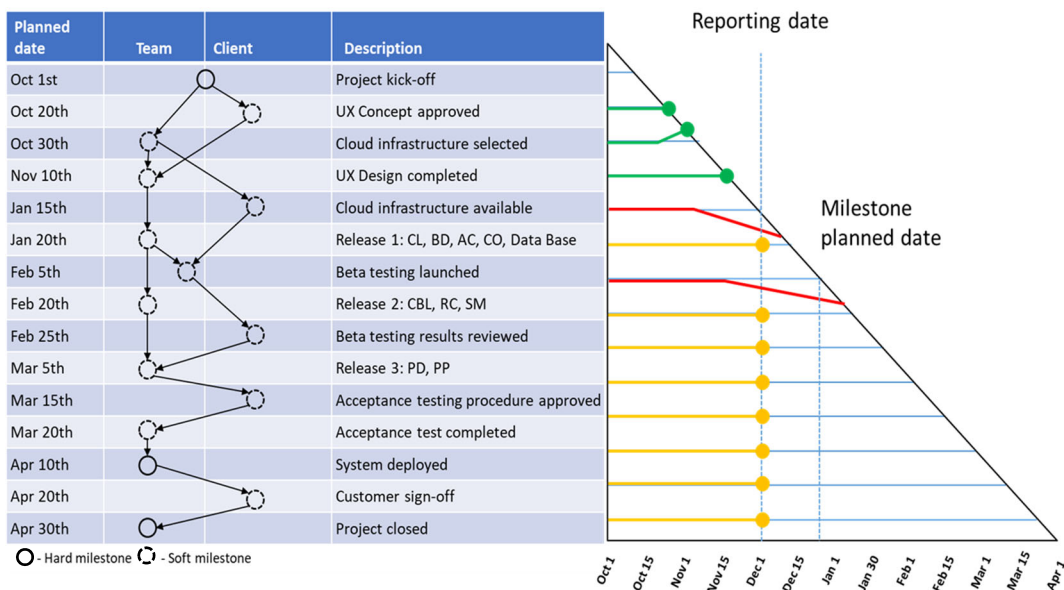 Reporting date
Planned date Team Client Description
Oct 1st Project kick-off
Oct 20th UX Concept approved
Oct 30th Cloud infrastructure selected
Nov 10th UX Design completed
Jan 15th Cloud infrastructure available
Milestone
planned date
Jan 20th Release 1: CL, BD, AC, CO, Data Base
Feb 5th Beta testing launched
Feb 20th Release 2: CBL, RC, SM
Feb 25th Beta testing results reviewed
Mar 5th Release 3: PD, PP
Mar 15th Acceptance testing procedure approved
Mar 20th Acceptance test completed
Apr 10th System deployed
Apr 20th Customer sign-off
Apr 30th Project closed
- Hard milestone - Soft milestone
Oct 1 Oct 15 Nov 1 Nov 15 Dec 1 Dec 15 Jan 1 Jan 30 Feb 1 Feb 15 Mar 1 Mar 15 Apr 1